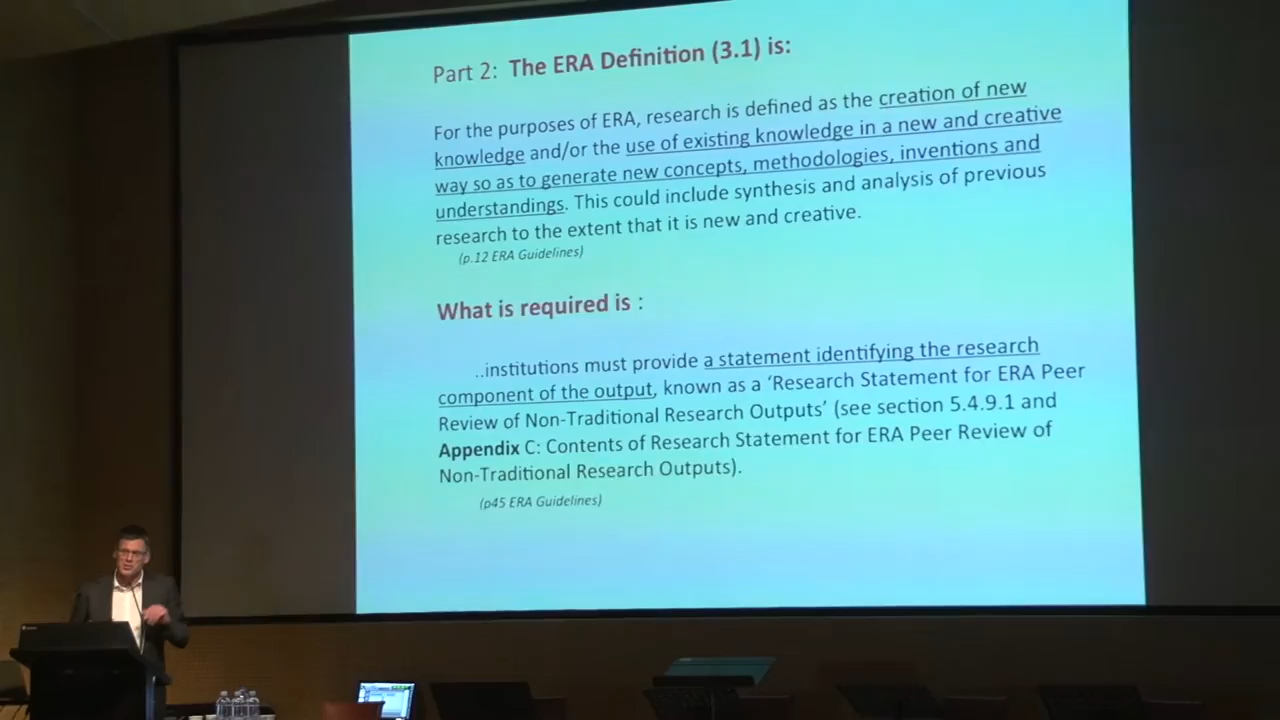 Part 2: The ERA Definition (3.1) is:
For the purposes of ERA, research is defined as the creation of new
knowledge and/or the use of existing knowledge in a new and creative
way so as to generate new concepts, methodologies, inventions and
understandings. This could include synthesis and analysis of previous
research to the extent that it is new and creative.
(p.12 ERA Guidelines)
What is required is :
..institutions must provide a statement identifying the research
component of the output, known as a ‘Research Statement for ERA Peer
Review of Non-Traditional Research Outputs’ (see section 5.4.9.1 and
Appendix C: Contents of Research Statement for ERA Peer Review of
Non-Traditional Research Outputs).
(p45 ERA Guidelines)